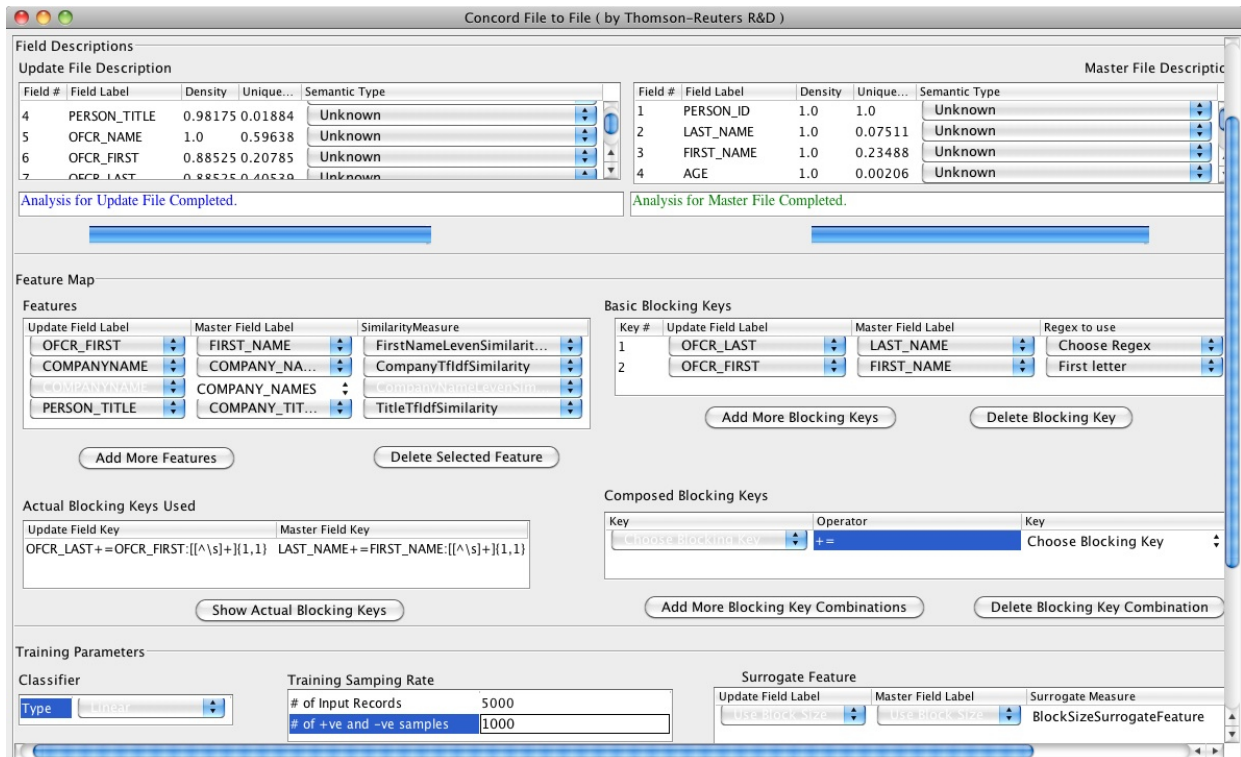 Concord File to File ( by Thomson-Reuters R&D )
Field Descriptions
Update File Description
Master File Descriptic
Field # Field Label Density Unique... Semantic Type
4 PERSON_TITLE 0.98175 0.01884 Unknown
5 OFCR_NAME 1.0 0.59638 Unknown
6 OFCR_FIRST 0.88525 0.20785 Unknown
7 OFCR_LAST 0.88525 0.40539 Unknown
Field # Field Label Density Unique... Semantic Type
1 PERSON_ID 1.0 1.0 Unknown
2 LAST_NAME 1.0 0.07511 Unknown
3 FIRST_NAME 1.0 0.23488 Unknown
4 AGE 1.0 0.00206 Unknown
Analysis for Update File Completed.
Analysis for Master File Completed.
Feature Map
Features
Update Field Label Master Field Label SimilarityMeasure
OFCR_FIRST FIRST_NAME FirstNameLevenSimilarit...
COMPANYNAME COMPANY_NA... CompanyTfIdfSimilarity
COMPANYNAME COMPANY_NAMES CompanyNameLevenSim...
PERSON_TITLE COMPANY_TIT... TitleTfIdfSimilarity
Add More Features
Delete Selected Feature
Basic Blocking Keys
Key # Update Field Label Master Field Label Regex to use
1 OFCR_LAST LAST_NAME Choose Regex
2 OFCR_FIRST FIRST_NAME First letter
Add More Blocking Keys
Delete Blocking Key
Actual Blocking Keys Used
Update Field Key Master Field Key
OFCR_LAST+=OFCR_FIRST:[[^\s]+]{1,1} LAST_NAME+=FIRST_NAME:[[^\s]+]{1,1}
Show Actual Blocking Keys
Composed Blocking Keys
Key Operator Key
Choose Blocking Key += Choose Blocking Key
Add More Blocking Key Combinations
Delete Blocking Key Combination
Training Parameters
Classifier
Type Linear
Training Samping Rate
# of Input Records 5000
# of +ve and -ve samples 1000
Surrogate Feature
Update Field Label Master Field Label Surrogate Measure
Use Block Size Use Block Size BlockSizeSurrogateFeature